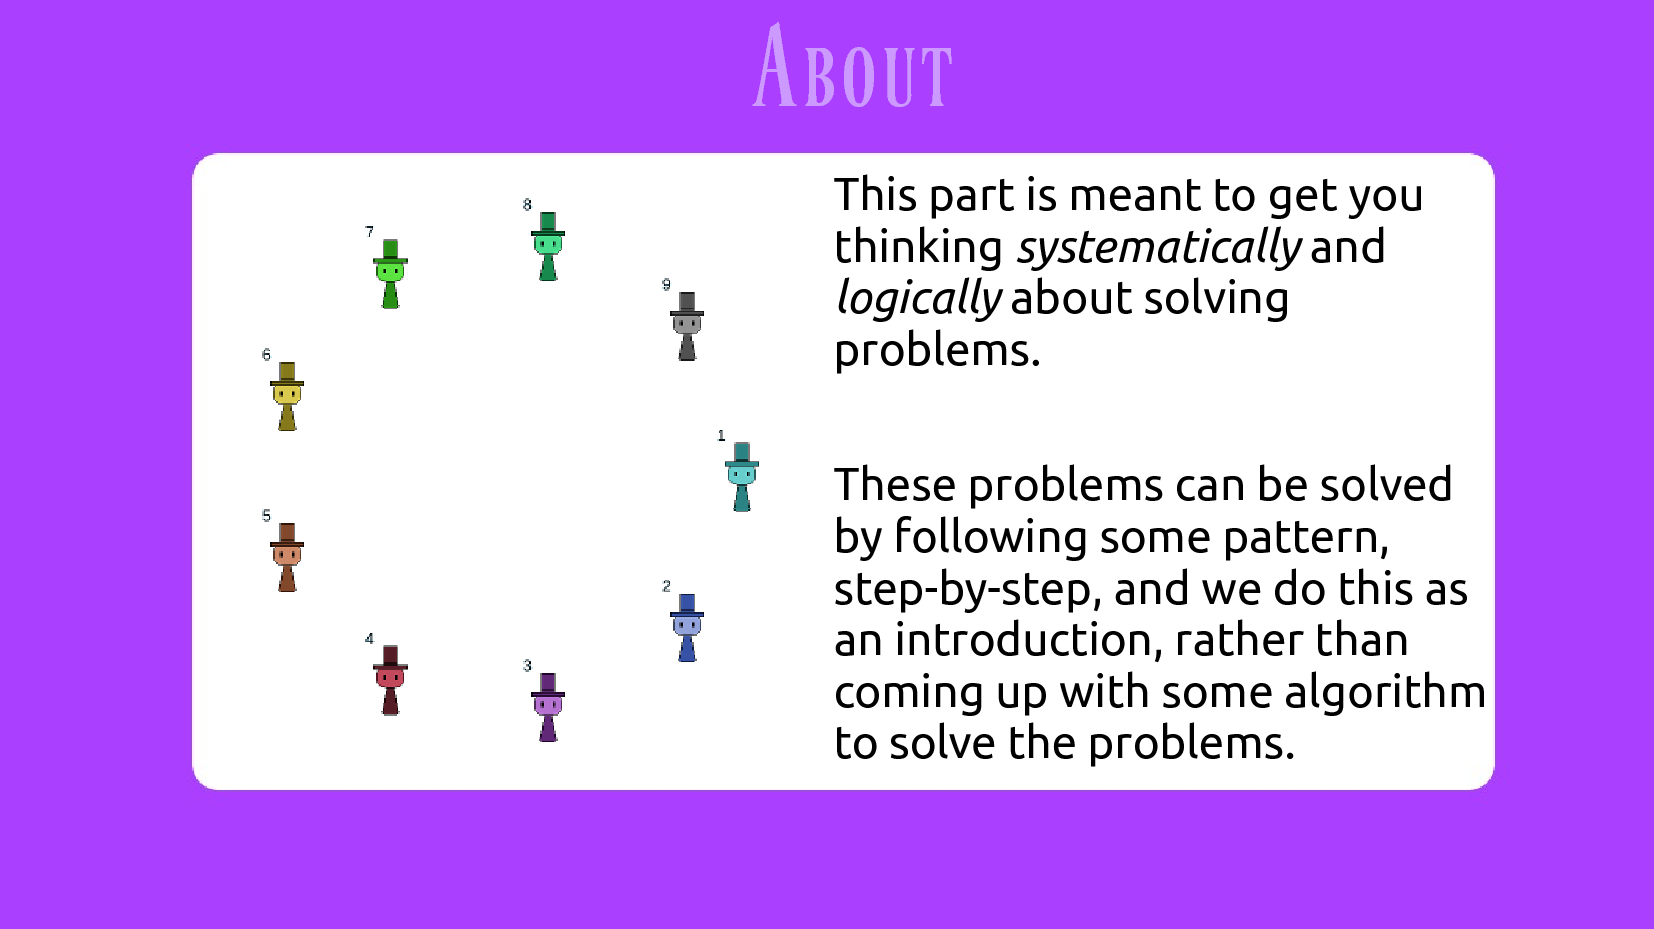 About
8
7
9
6
1
5
2
4
3
This part is meant to get you
thinking systematically and
logically about solving
problems.
These problems can be solved
by following some pattern,
step-by-step, and we do this as
an introduction, rather than
coming up with some algorithm
to solve the problems.